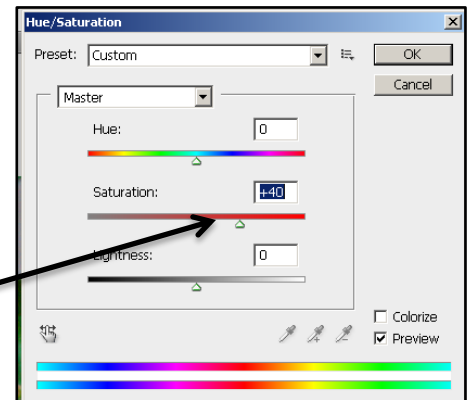 Hue/Saturation
Preset: Custom
OK
Cancel
Master
Hue: 0
Saturation: +40
Lightness: 0
Colorize
Preview